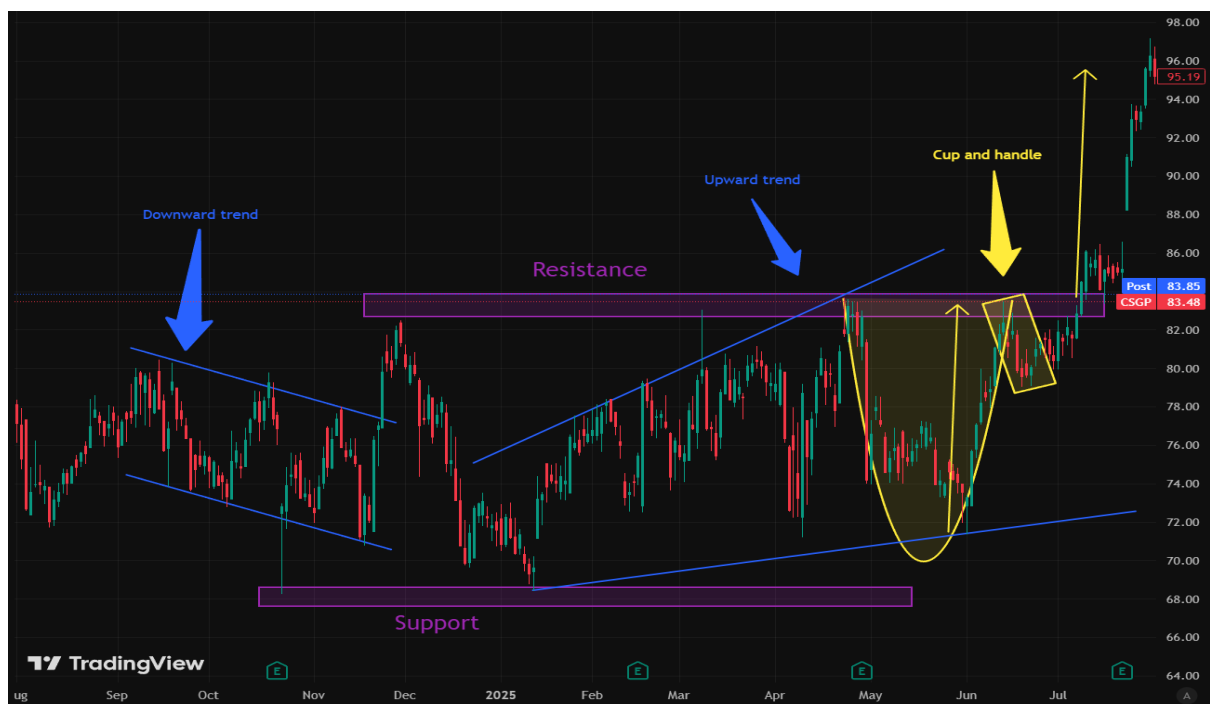 98.00
96.00
95.19
94.00
92.00
Cup and handle
90.00
Upward trend
88.00
Downward trend
86.00
Resistance
Post 83.85
CSGP 83.48
82.00
80.00
78.00
76.00
74.00
72.00
70.00
68.00
Support
66.00
TradingView
E E E E
64.00
ug Sep Oct Nov Dec 2025 Feb Mar Apr May Jun Jul A